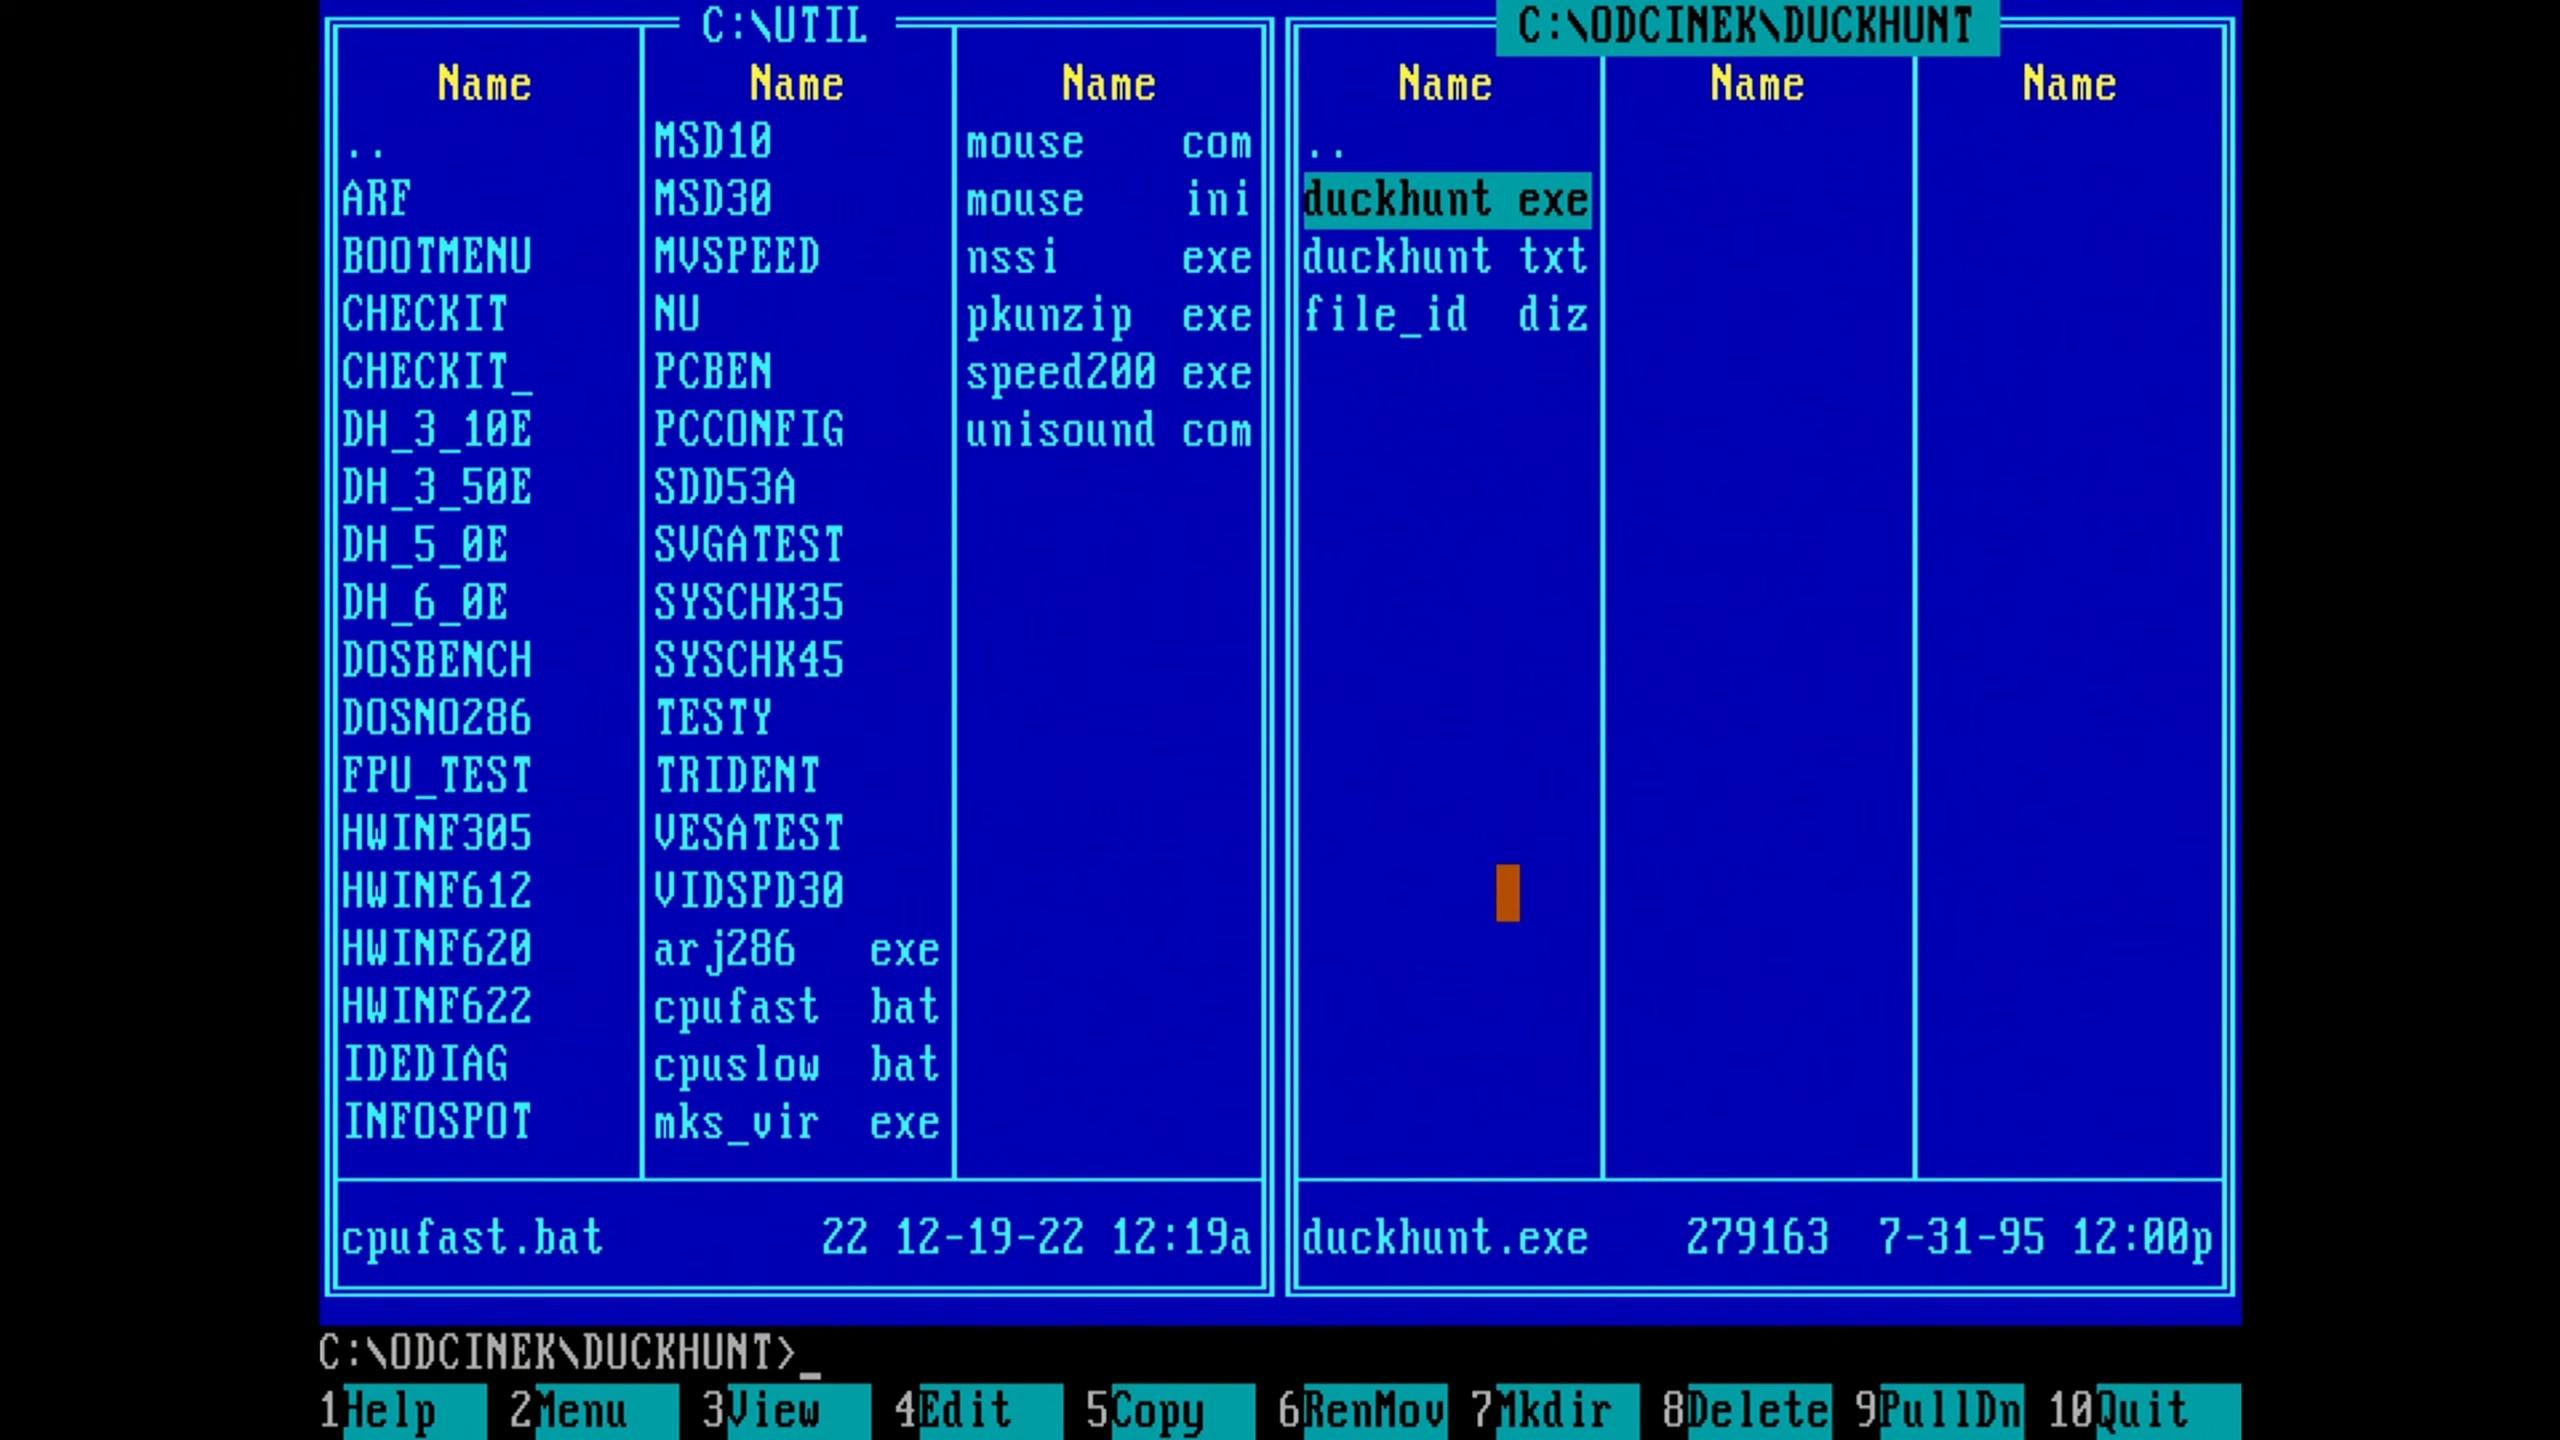 C:\UTIL C:\ODCINEK\DUCKHUNT
Name Name Name Name Name Name
.. MSD10 mouse com ..
ARF MSD30 mouse ini duckhunt exe
BOOTMENU MVSPEED nssi exe duckhunt txt
CHECKIT NU pkunzip exe file_id diz
CHECKIT_ PCBEN speed200 exe
DH_3_10E PCCONFIG unisound com
DH_3_50E SDD53A
DH_5_0E SVGATEST
DH_6_0E SYSCHK35
DOSBENCH SYSCHK45
DOSNO286 TESTY
FPU_TEST TRIDENT
HWINF305 VESATEST
HWINF612 VIDSPD30
HWINF620 arj286 exe
HWINF622 cpufast bat
IDEDIAG cpuslow bat
INFOSPOT mks_vir exe
cpufast.bat 22 12-19-22 12:19a duckhunt.exe 279163 7-31-95 12:00p
C:\ODCINEK\DUCKHUNT>_
1Help 2Menu 3View 4Edit 5Copy 6RenMov 7Mkdir 8Delete 9PullDn 10Quit